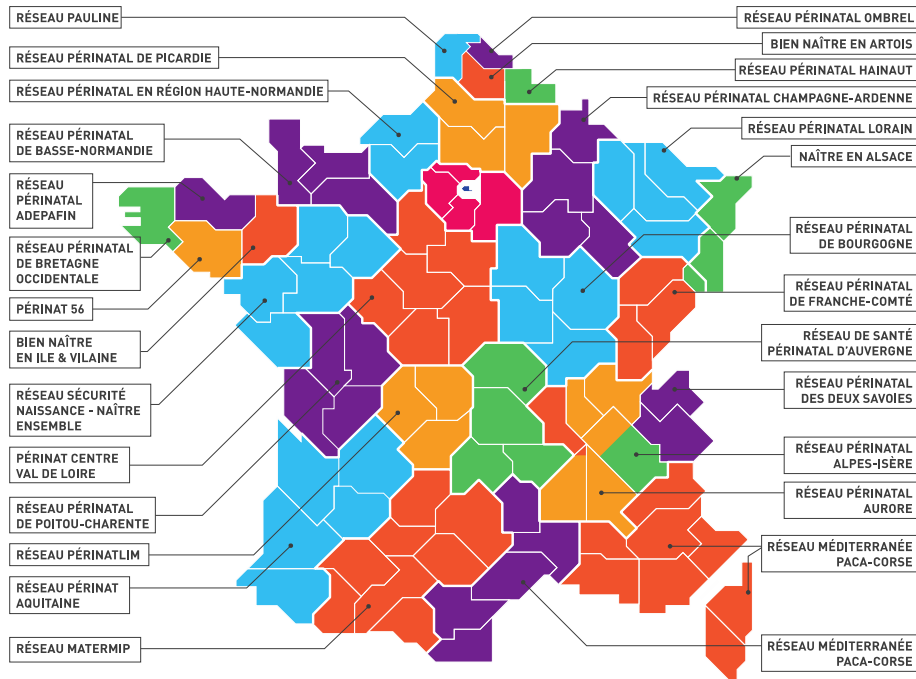 RÉSEAU PAULINE
RÉSEAU PÉRINATAL DE PICARDIE
RÉSEAU PÉRINATAL EN RÉGION HAUTE-NORMANDIE
RÉSEAU PÉRINATAL
DE BASSE-NORMANDIE
RÉSEAU
PÉRINATAL
ADEPAFIN
RÉSEAU PÉRINATAL
DE BRETAGNE
OCCIDENTALE
PÉRINAT 56
BIEN NAÎTRE
EN ILE & VILAINE
RÉSEAU SÉCURITÉ
NAISSANCE - NAÎTRE
ENSEMBLE
PÉRINAT CENTRE
VAL DE LOIRE
RÉSEAU PÉRINATAL
DE POITOU-CHARENTE
RÉSEAU PÉRINATLIM
RÉSEAU PÉRINAT
AQUITAINE
RÉSEAU MATERMIP
RÉSEAU PÉRINATAL OMBREL
BIEN NAÎTRE EN ARTOIS
RÉSEAU PÉRINATAL HAINAUT
RÉSEAU PÉRINATAL CHAMPAGNE-ARDENNE
RÉSEAU PÉRINATAL LORAIN
NAÎTRE EN ALSACE
RÉSEAU PÉRINATAL
DE BOURGOGNE
RÉSEAU PÉRINATAL
DE FRANCHE-COMTÉ
RÉSEAU DE SANTÉ
PÉRINATAL D'AUVERGNE
RÉSEAU PÉRINATAL
DES DEUX SAVOIES
RÉSEAU PÉRINATAL
ALPES-ISÈRE
RÉSEAU PÉRINATAL
AURORE
RÉSEAU MÉDITERRANÉE
PACA-CORSE
RÉSEAU MÉDITERRANÉE
PACA-CORSE